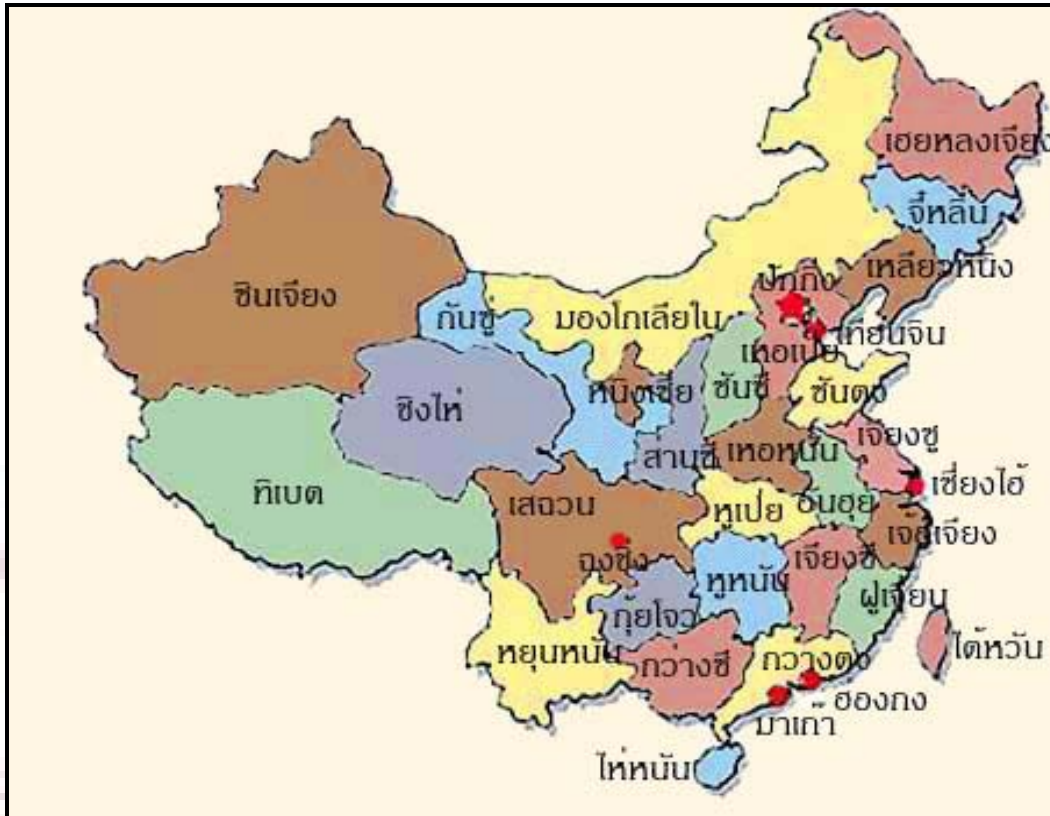 เฮยหลงเจียง
จี๋หลิน
เหลียวหนิง
ปักกิ่ง
เทียนจิน
เหอเป่ย
ซินเจียง
กันซู่
มองโกเลียใน
หนิงเซี่ย
ซันซี
ซันตง
ชิงไห่
ส่านซี
เหอหนัน
เจียงซู
เซี่ยงไฮ้
ทิเบต
เสฉวน
หูเป่ย
อันฮุย
เจ้อเจียง
ฉงชิ่ง
หูหนัน
เจียงซี
ฝูเจียน
กุ้ยโจว
หยุนหนัน
กว่างซี
กว่างตง
ไต้หวัน
ฮองกง
มาเก๊า
ไห่หนัน